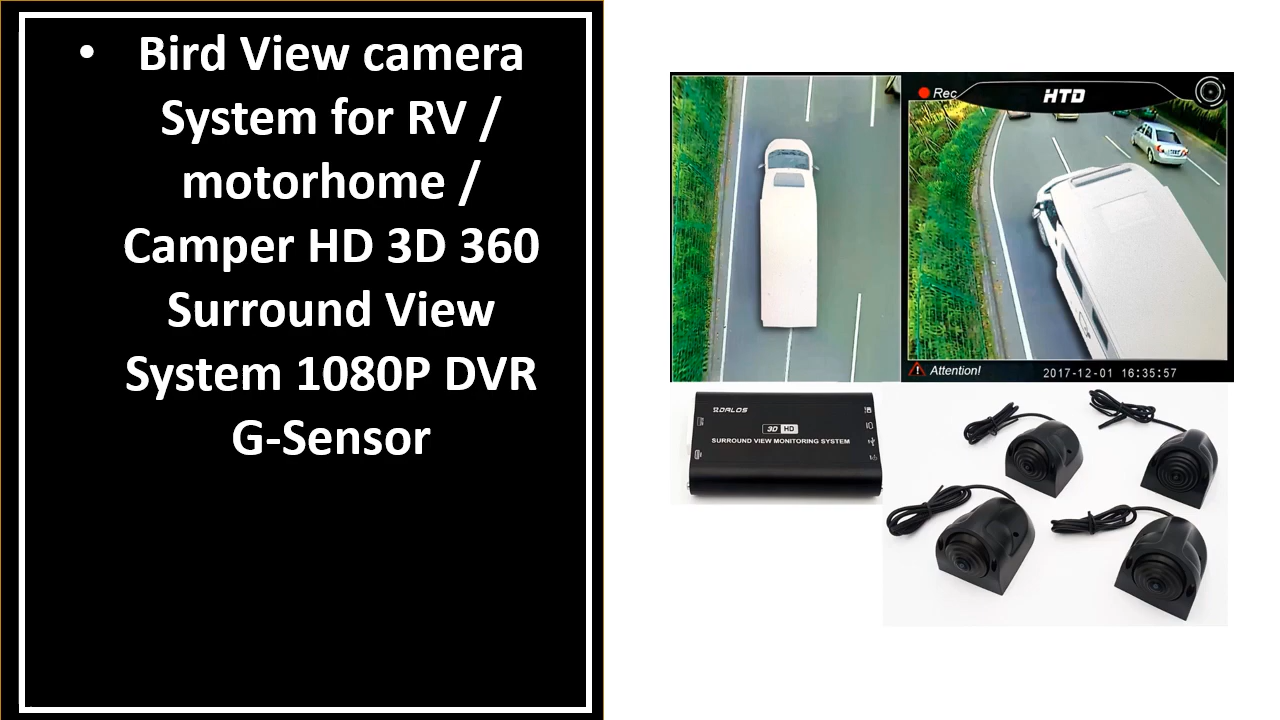 • Bird View camera
System for RV /
motorhome /
Camper HD 3D 360
Surround View
System 1080P DVR
G-Sensor
Rec
HTD
Attention!
2017-12-01 16:35:57
3D HD
SURROUND VIEW MONITORING SYSTEM